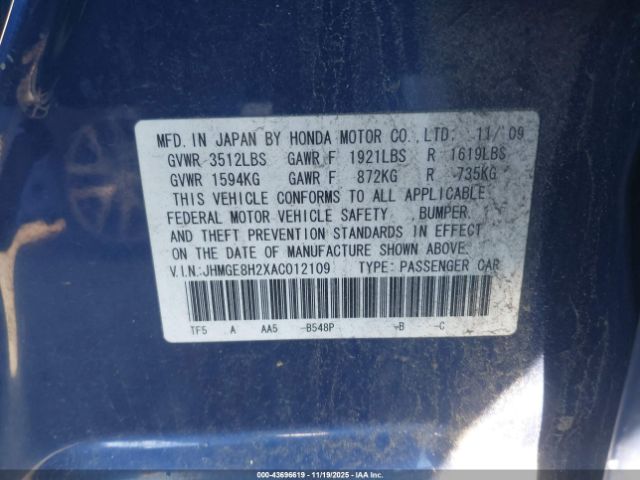 MFD. IN JAPAN BY HONDA MOTOR CO.,LTD: 11/'09
GVWR 3512LBS GAWR F 1921LBS R 1619LBS
GVWR 1594KG GAWR F 872KG R 735KG
THIS VEHICLE CONFORMS TO ALL APPLICABLE
FEDERAL MOTOR VEHICLE SAFETY , BUMPER,
AND THEFT PREVENTION STANDARDS IN EFFECT
ON THE DATE OF MANUFACTURE SHOWN ABOVE.
V.I.N.:JHMGE8H2XAC012109 TYPE: PASSENGER CAR
TF5 A AA5 -B548P -B -C
000-43696619 | 11/19/2025 - IAAI.COM